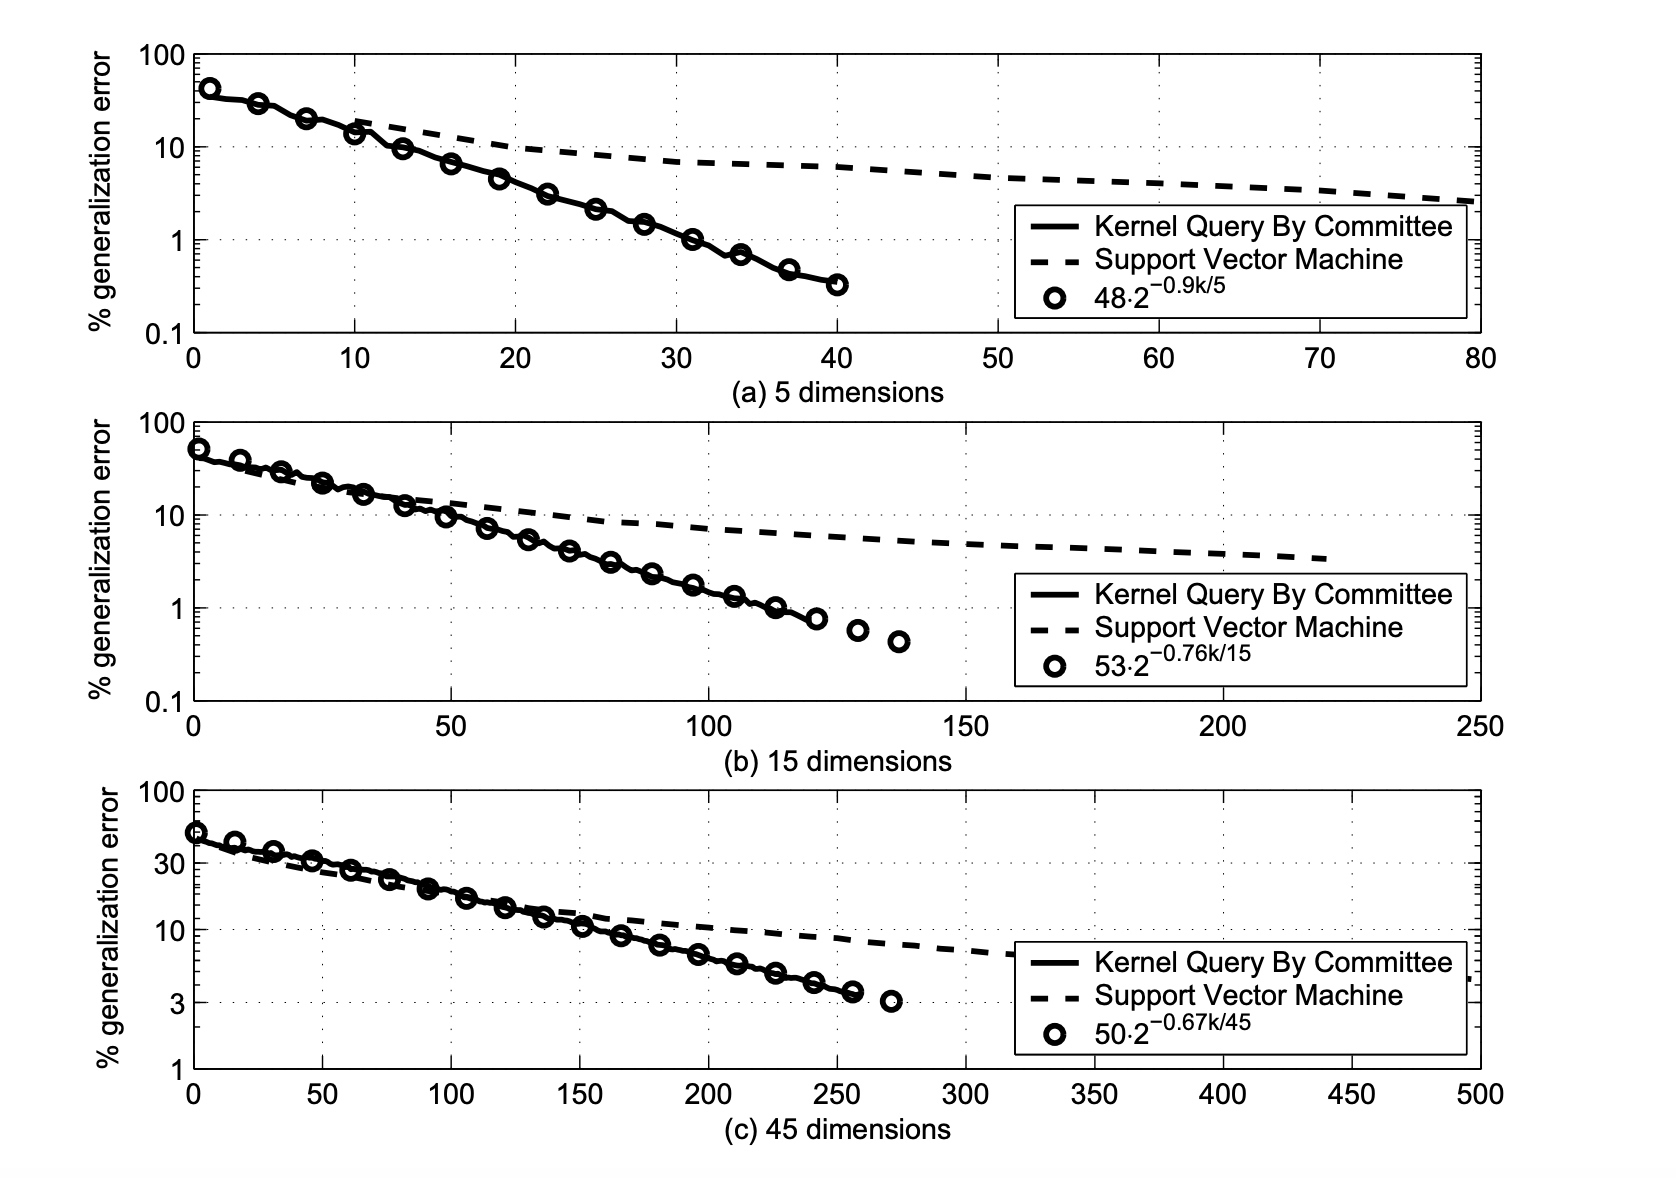 % generalization error
100
10
1
0.1
0 10 20 30 40 50 60 70 80
Kernel Query By Committee
Support Vector Machine
48·2−0.9k/5
(a) 5 dimensions
% generalization error
100
10
1
0.1
0 50 100 150 200 250
Kernel Query By Committee
Support Vector Machine
53·2−0.76k/15
(b) 15 dimensions
% generalization error
100
30
10
3
1
0 50 100 150 200 250 300 350 400 450 500
Kernel Query By Committee
Support Vector Machine
50·2−0.67k/45
(c) 45 dimensions